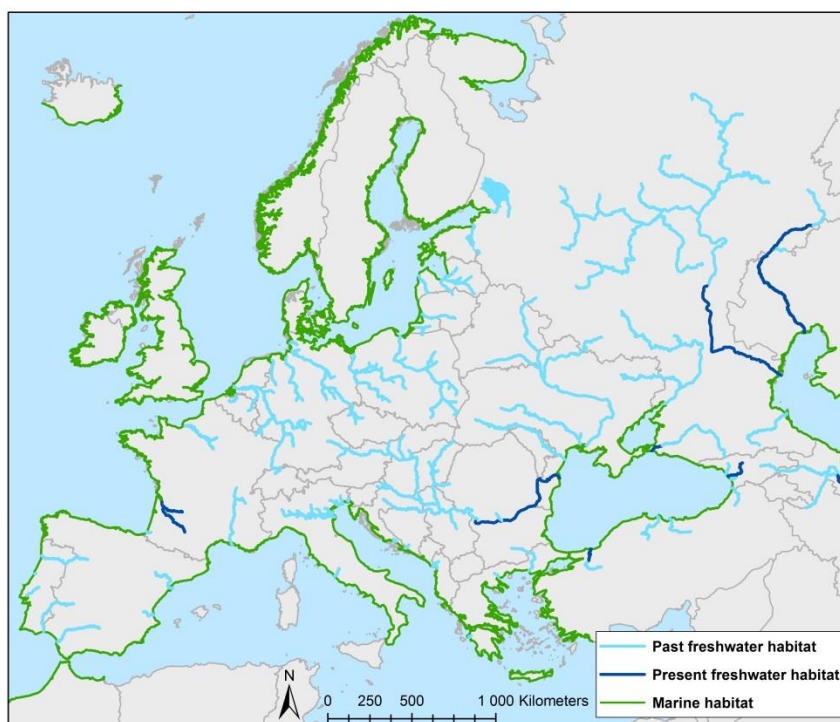 Past freshwater habitat
Present freshwater habitat
Marine habitat
N
0 250 500 1 000 Kilometers